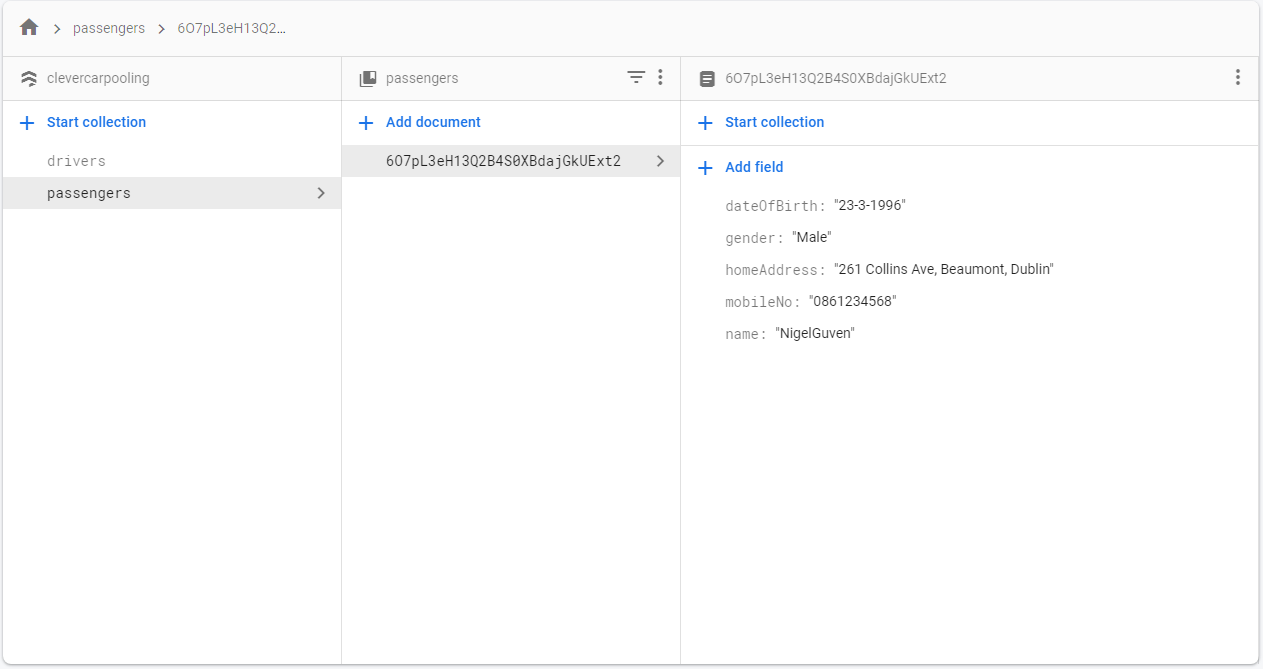 passengers
6O7pL3eH13Q2...
clevercarpooling
Start collection
drivers
passengers
passengers
Add document
6O7pL3eH13Q2B4S0XBdajGkUExt2
6O7pL3eH13Q2B4S0XBdajGkUExt2
Start collection
Add field
dateOfBirth: "23-3-1996"
gender: "Male"
homeAddress: "261 Collins Ave, Beaumont, Dublin"
mobileNo: "0861234568"
name: "NigelGuven"